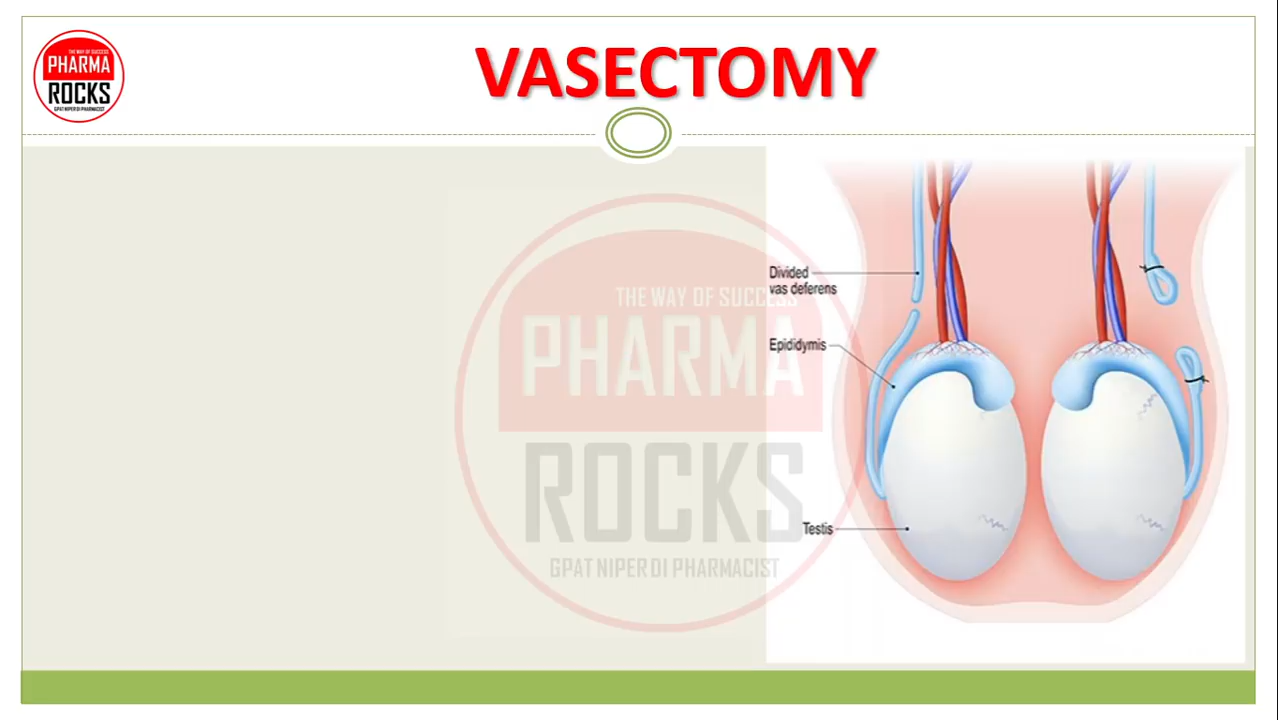 THE WAY OF SUCCESS
PHARMA
ROCKS
GPAT NIPER DI PHARMACIST
VASECTOMY
THE WAY OF SUCCESS
PHARMA
ROCKS
GPAT NIPER DI PHARMACIST
Divided
vas deferens
Epididymis
Testis